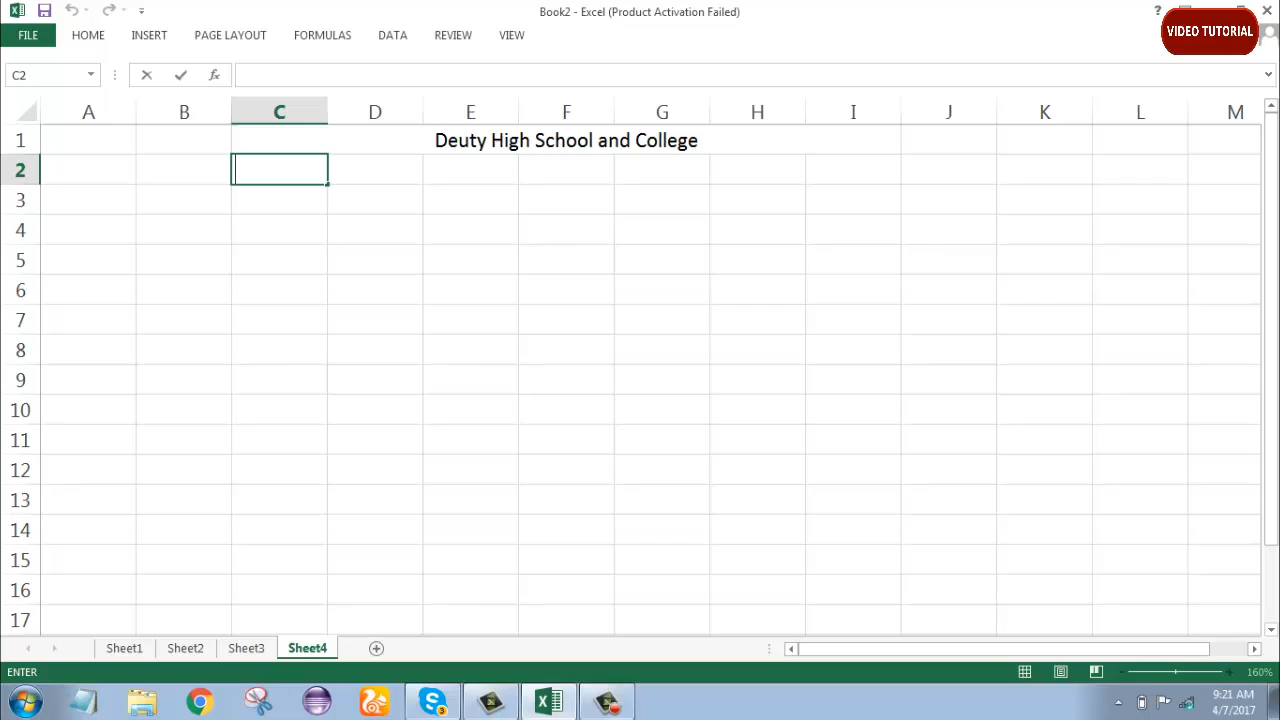 Book2 - Excel (Product Activation Failed)
?
VIDEO TUTORIAL
FILE HOME INSERT PAGE LAYOUT FORMULAS DATA REVIEW VIEW
C2 fx
A B C D E F G H I J K L M
1 Deuty High School and College
2
3
4
5
6
7
8
9
10
11
12
13
14
15
16
17
Sheet1 Sheet2 Sheet3 Sheet4
ENTER 160%
9:21 AM
4/7/2017